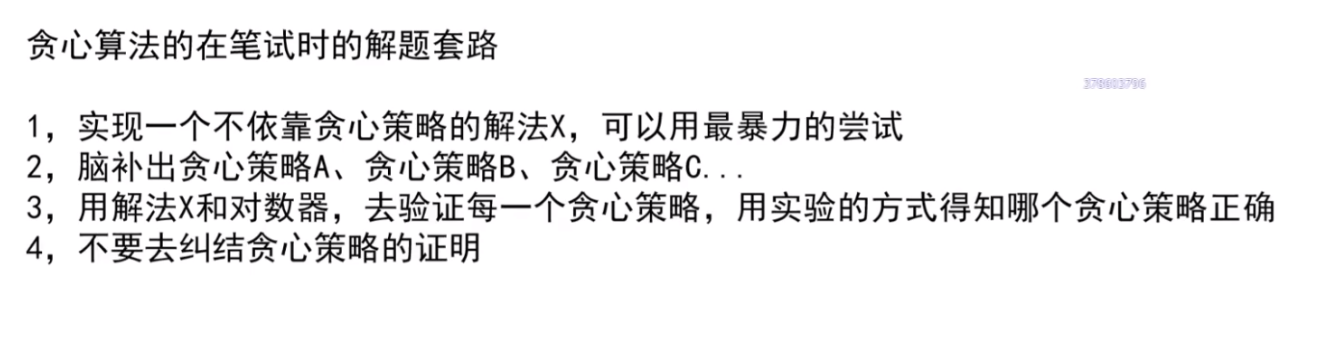 贪心算法的在笔试时的解题套路
378603796
1，实现一个不依靠贪心策略的解法X，可以用最暴力的尝试
2，脑补出贪心策略A、贪心策略B、贪心策略C...
3，用解法X和对数器，去验证每一个贪心策略，用实验的方式得知哪个贪心策略正确
4，不要去纠结贪心策略的证明